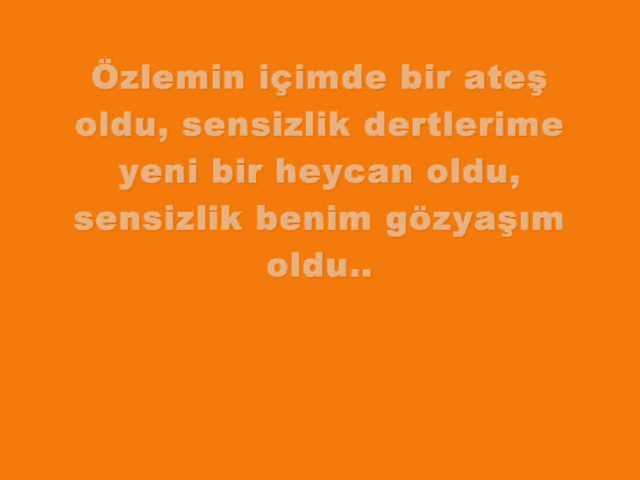 Özlemin içimde bir ateş
oldu, sensizlik dertlerime
yeni bir heycan oldu,
sensizlik benim gözyaşım
oldu..